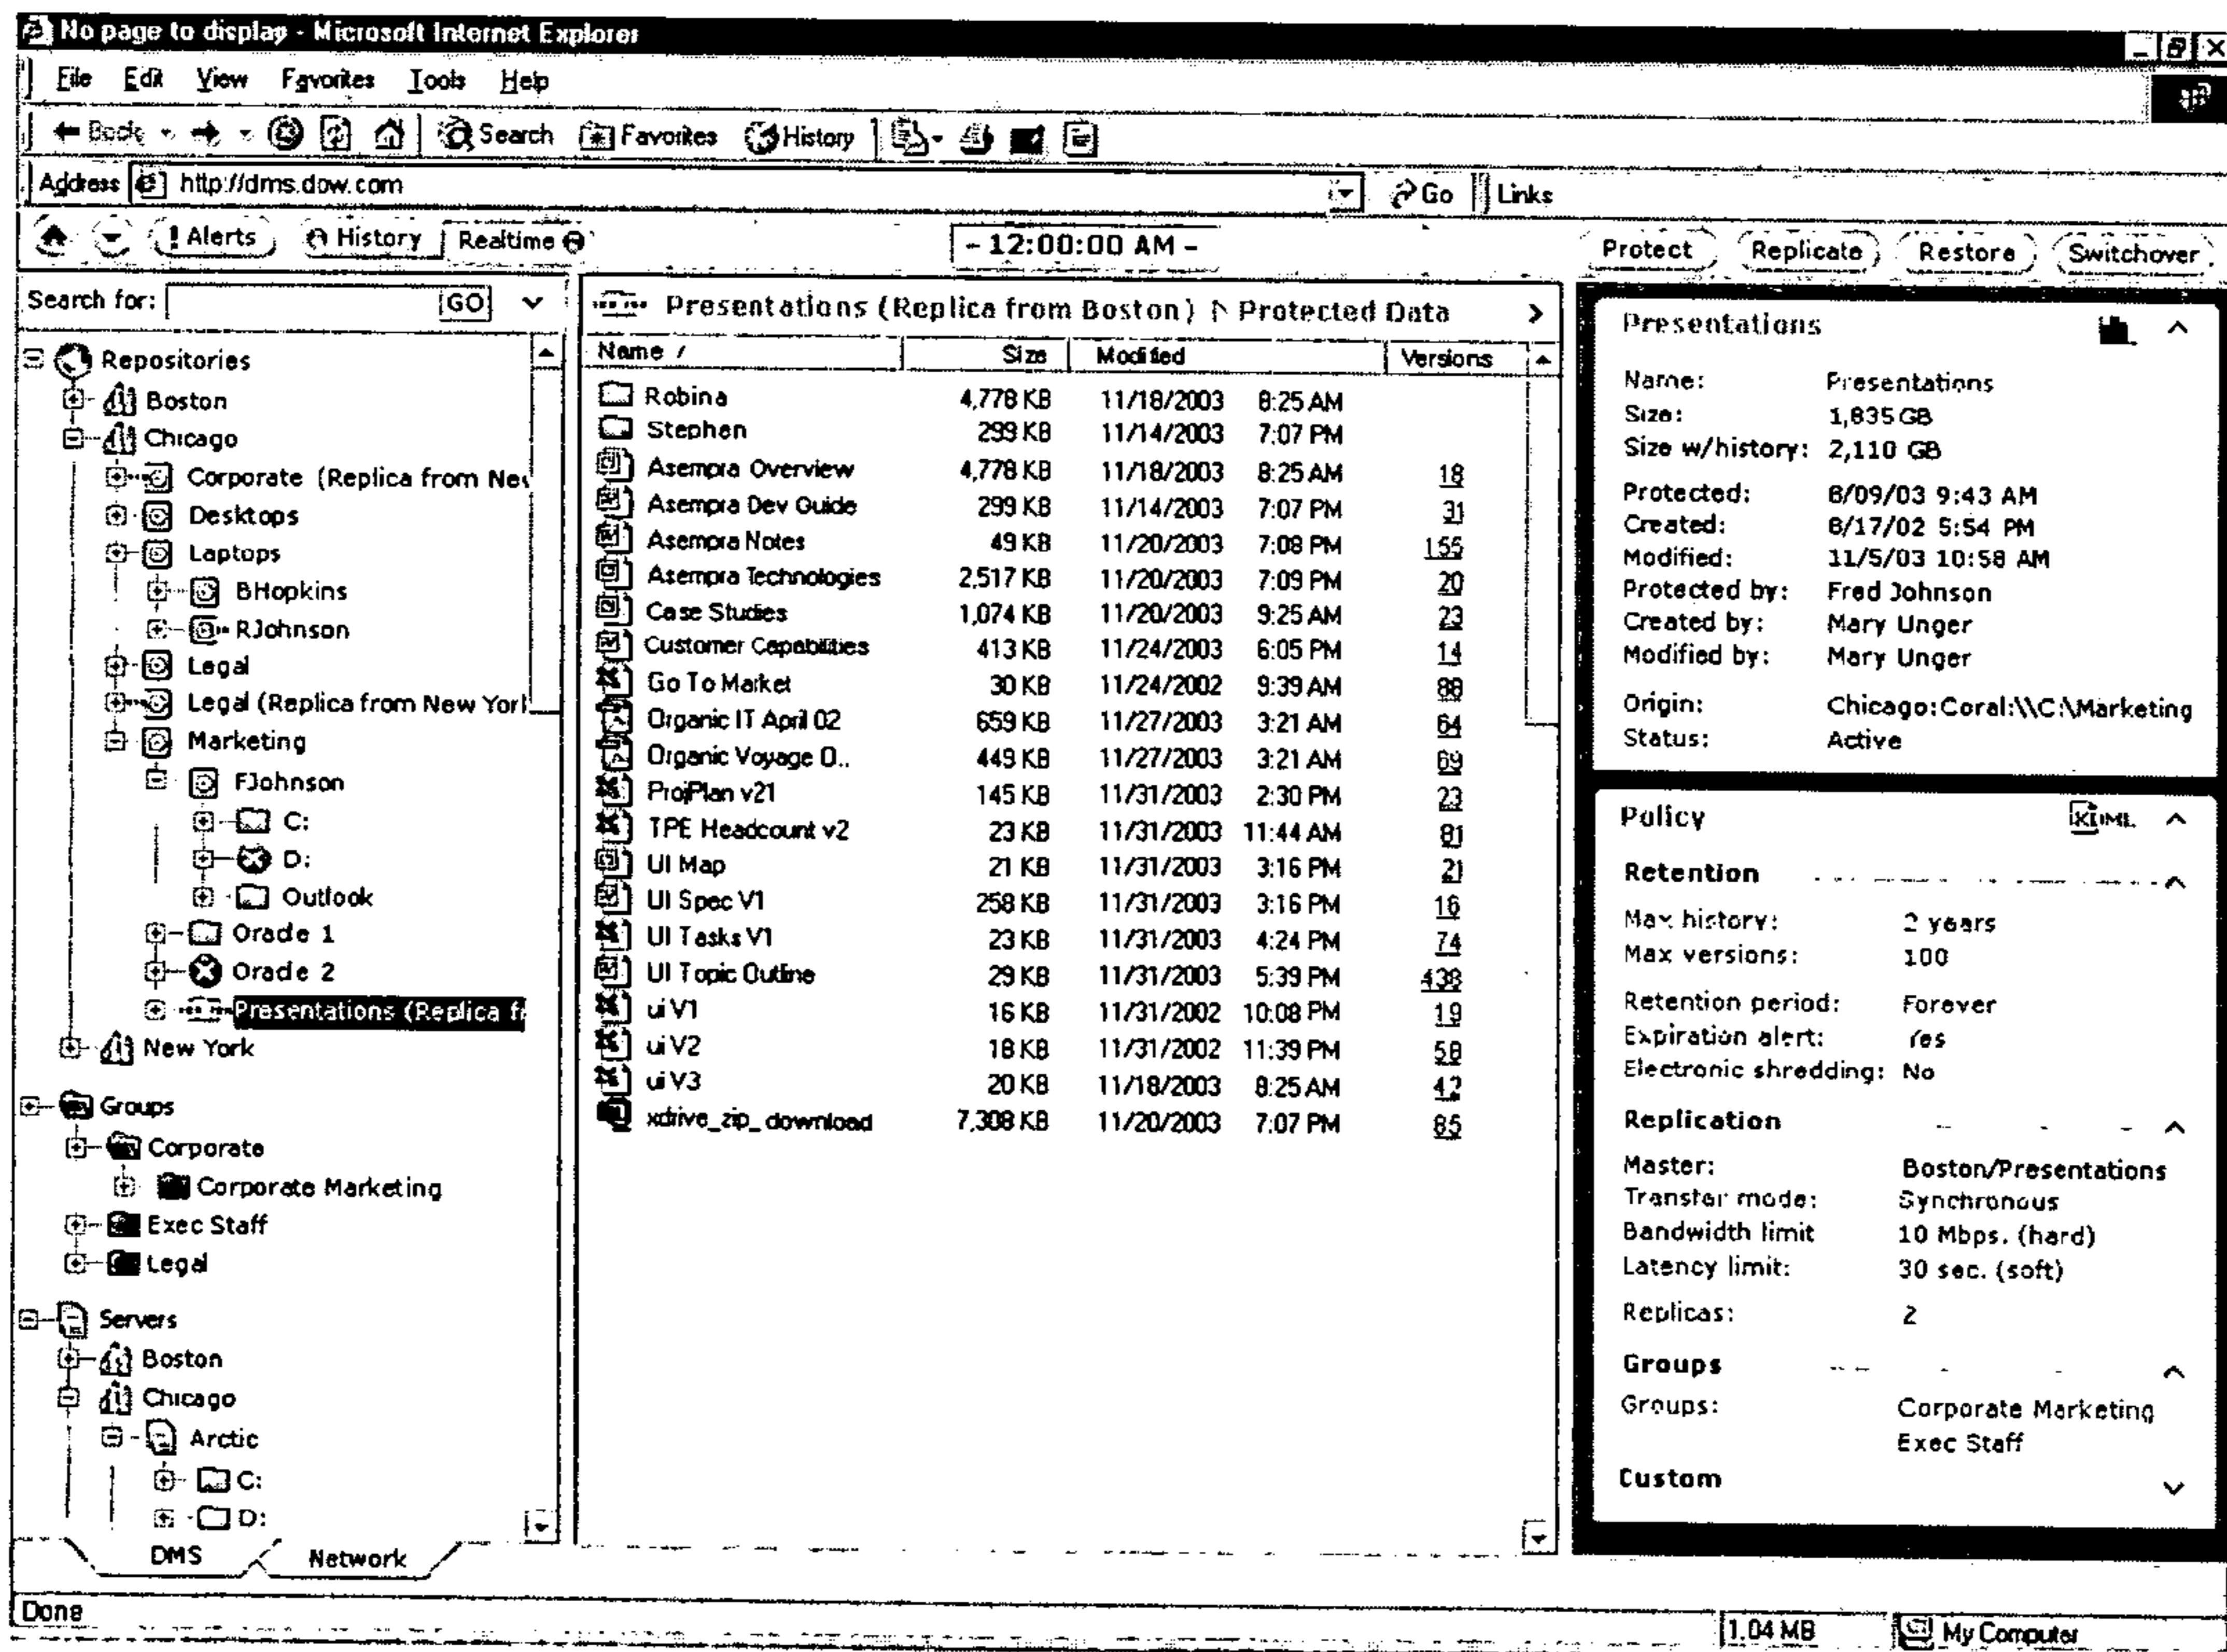 No page to display - Microsoft Internet Explorer
File Edit View Favorites Tools Help
Back Search Favorites History
Address http://dms.dow.com Go Links
! Alerts History Realtime - 12:00:00 AM - Protect Replicate Restore Switchover
Search for: GO
Repositories
Boston
Chicago
Corporate (Replica from New
Desktops
Laptops
BHopkins
RJohnson
Legal
Legal (Replica from New York
Marketing
FJohnson
C:
D:
Outlook
Oracle 1
Oracle 2
Presentations (Replica fr
New York
Groups
Corporate
Corporate Marketing
Exec Staff
Legal
Servers
Boston
Chicago
Arctic
C:
D:
DMS Network
Presentations (Replica from Boston) Protected Data >
Name / Size Modified Versions
Robina 4,778 KB 11/18/2003 8:25 AM
Stephen 299 KB 11/14/2003 7:07 PM
Asempra Overview 4,778 KB 11/18/2003 8:25 AM 18
Asempra Dev Guide 299 KB 11/14/2003 7:07 PM 31
Asempra Notes 49 KB 11/20/2003 7:08 PM 155
Asempra Technologies 2,517 KB 11/20/2003 7:09 PM 20
Case Studies 1,074 KB 11/20/2003 9:25 AM 23
Customer Capabilities 413 KB 11/24/2003 6:05 PM 14
Go To Market 30 KB 11/24/2002 9:39 AM 88
Organic IT April 02 659 KB 11/27/2003 3:21 AM 64
Organic Voyage O.. 449 KB 11/27/2003 3:21 AM 69
ProjPlan v21 145 KB 11/31/2003 2:30 PM 23
TPE Headcount v2 23 KB 11/31/2003 11:44 AM 81
UI Map 21 KB 11/31/2003 3:16 PM 21
UI Spec V1 258 KB 11/31/2003 3:16 PM 16
UI Tasks V1 23 KB 11/31/2003 4:24 PM 74
UI Topic Outline 29 KB 11/31/2003 5:39 PM 438
ui V1 16 KB 11/31/2002 10:08 PM 19
ui V2 18 KB 11/31/2002 11:39 PM 58
ui V3 20 KB 11/18/2003 8:25 AM 42
xdrive_zip_download 7,308 KB 11/20/2003 7:07 PM 85
Presentations
Name: Presentations
Size: 1,835 GB
Size w/history: 2,110 GB
Protected: 8/09/03 9:43 AM
Created: 8/17/02 5:54 PM
Modified: 11/5/03 10:58 AM
Protected by: Fred Johnson
Created by: Mary Unger
Modified by: Mary Unger
Origin: Chicago:Coral:\\C:\Marketing
Status: Active
Policy
Retention
Max history: 2 years
Max versions: 100
Retention period: Forever
Expiration alert: Yes
Electronic shredding: No
Replication
Master: Boston/Presentations
Transfer mode: Synchronous
Bandwidth limit 10 Mbps. (hard)
Latency limit: 30 sec. (soft)
Replicas: 2
Groups
Groups: Corporate Marketing
Exec Staff
Custom
Done 1.04 MB My Computer